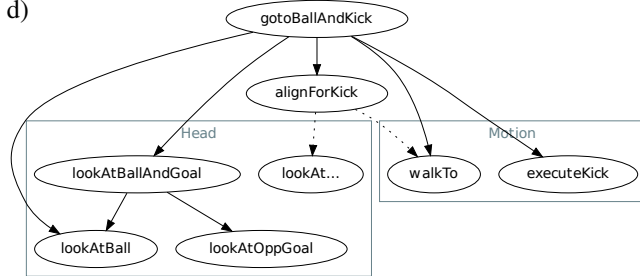 d)
gotoBallAndKick
alignForKick
Head
Motion
lookAtBallAndGoal
lookAt...
walkTo
executeKick
lookAtBall
lookAtOppGoal